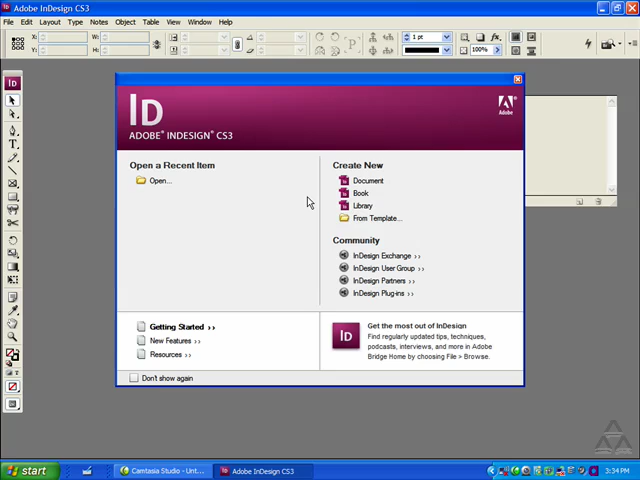 Adobe InDesign CS3
File Edit Layout Type Notes Object Table View Window Help
X: W: 1 pt
Y: H: 100%
Id
ADOBE® INDESIGN® CS3
Adobe
Open a Recent Item
Open...
Create New
Document
Book
Library
From Template...
Community
InDesign Exchange >>
InDesign User Group >>
InDesign Partners >>
InDesign Plug-ins >>
Getting Started >>
New Features >>
Resources >>
Get the most out of InDesign
Find regularly updated tips, techniques,
podcasts, interviews, and more in Adobe
Bridge Home by choosing File > Browse.
Don't show again
start Camtasia Studio - Unt... Adobe InDesign CS3 3:34 PM